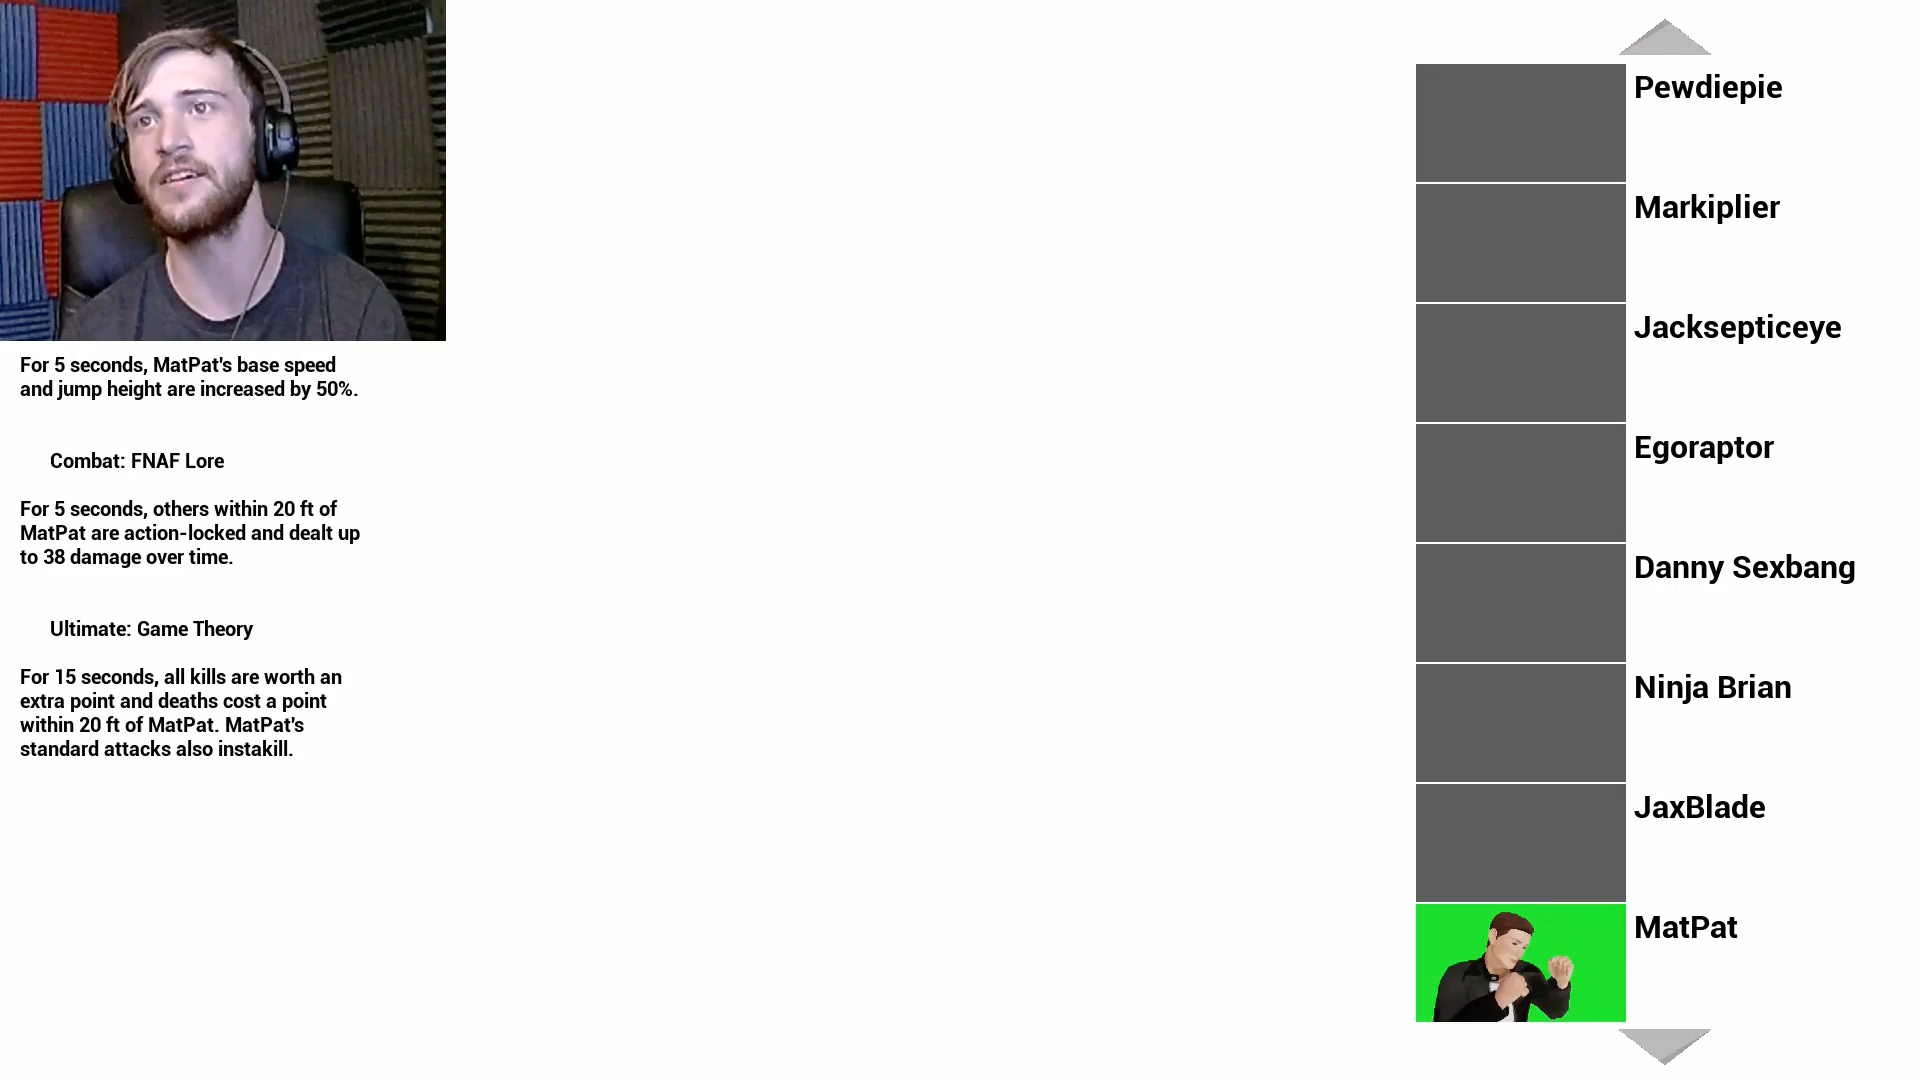 For 5 seconds, MatPat's base speed
and jump height are increased by 50%.
Combat: FNAF Lore
For 5 seconds, others within 20 ft of
MatPat are action-locked and dealt up
to 38 damage over time.
Ultimate: Game Theory
For 15 seconds, all kills are worth an
extra point and deaths cost a point
within 20 ft of MatPat. MatPat's
standard attacks also instakill.
Pewdiepie
Markiplier
Jacksepticeye
Egoraptor
Danny Sexbang
Ninja Brian
JaxBlade
MatPat